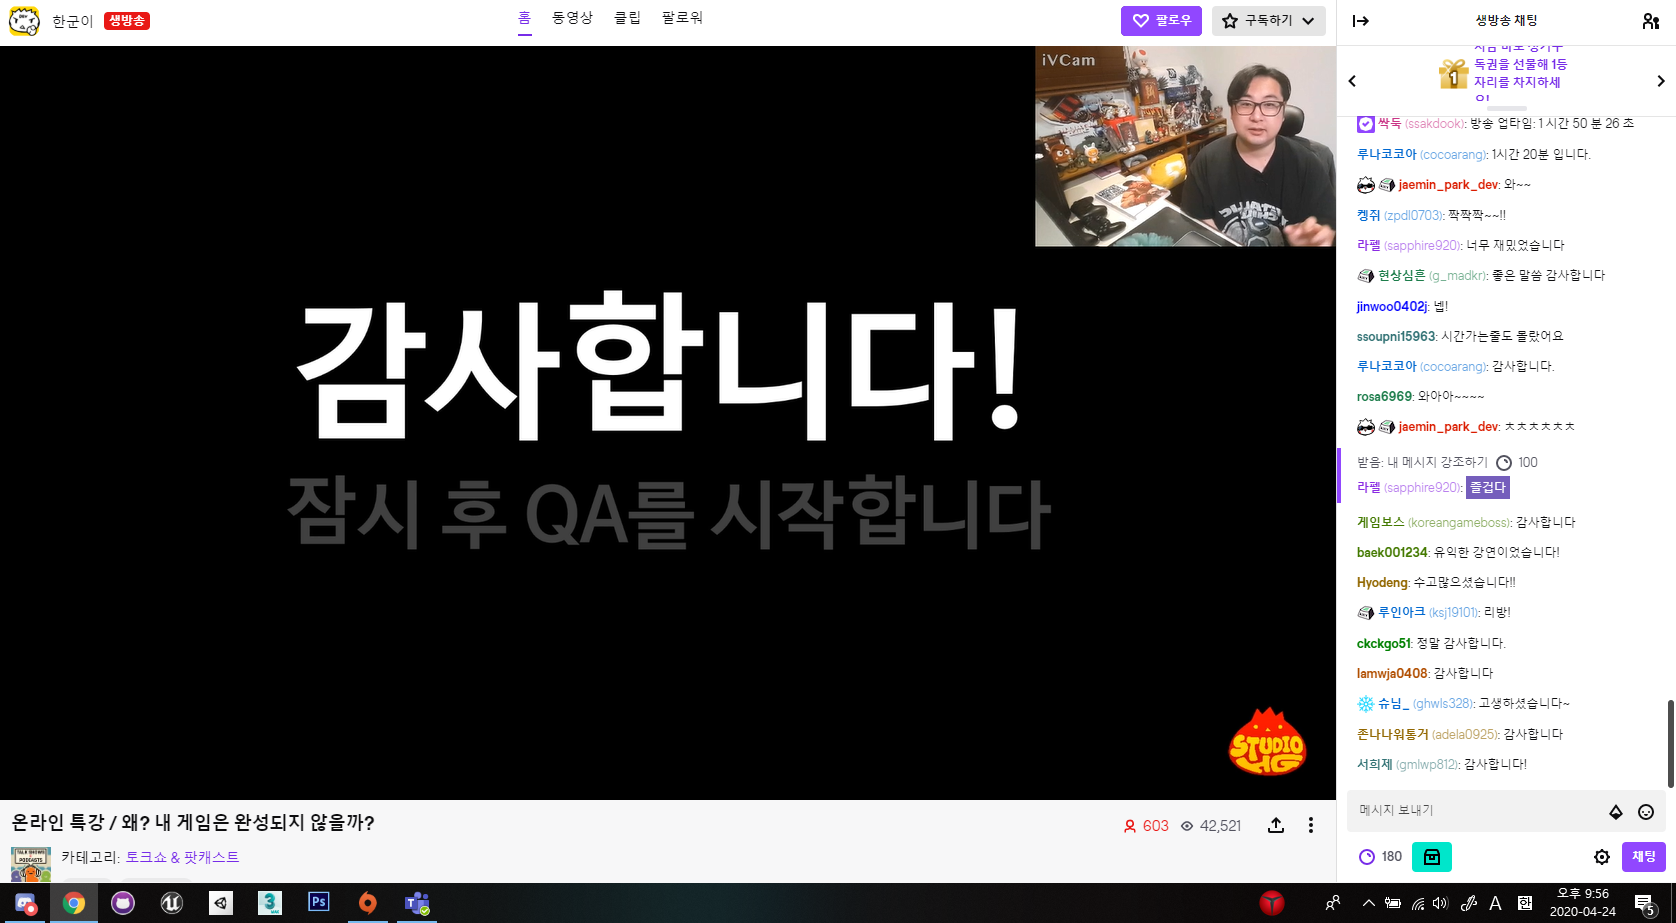 한군이 생방송
홈 동영상 클립 팔로워
팔로우 구독하기
iVCam
감사합니다!
잠시 후 QA를 시작합니다
STUDIO
HG
온라인 특강 / 왜? 내 게임은 완성되지 않을까?
603 42,521
TALK SHOWS
& PODCASTS
카테고리: 토크쇼 & 팟캐스트
생방송 채팅
독권을 선물해 1등
자리를 차지하세
요!
1
싹둑 (ssakdook): 방송 업타임: 1 시간 50 분 26 초
루나코코아 (cocoarang): 1시간 20분 입니다.
jaemin_park_dev: 와~~
켕쥐 (zpdl0703): 짝짝짝~~!!
라펠 (sapphire920): 너무 재밌었습니다
현상심흔 (g_madkr): 좋은 말씀 감사합니다
jinwoo0402j: 넵!
ssoupni15963: 시간가는줄도 몰랐어요
루나코코아 (cocoarang): 감사합니다.
rosa6969: 와아아~~~~
jaemin_park_dev: ㅊㅊㅊㅊㅊㅊ
받음: 내 메시지 강조하기 100
라펠 (sapphire920): 즐겁다
게임보스 (koreangameboss): 감사합니다
baek001234: 유익한 강연이었습니다!
Hyodeng: 수고많으셨습니다!!
루인아크 (ksj19101): 리방!
ckckgo51: 정말 감사합니다.
lamwja0408: 감사합니다
슈님_ (ghwls328): 고생하셨습니다~
존나나워통거 (adela0925): 감사합니다
서희제 (gmlwp812): 감사합니다!
메시지 보내기
180 채팅
Ps
A 한
오후 9:56
2020-04-24
5